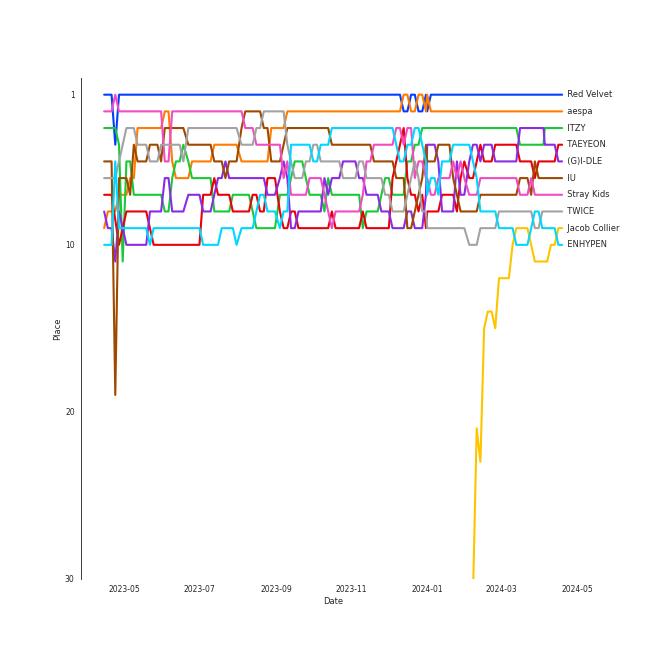 1
10
20
30
Place
Red Velvet
aespa
ITZY
TAEYEON
(G)I-DLE
IU
Stray Kids
TWICE
Jacob Collier
ENHYPEN
2023-05
2023-07
2023-09
2023-11
2024-01
2024-03
2024-05
Date